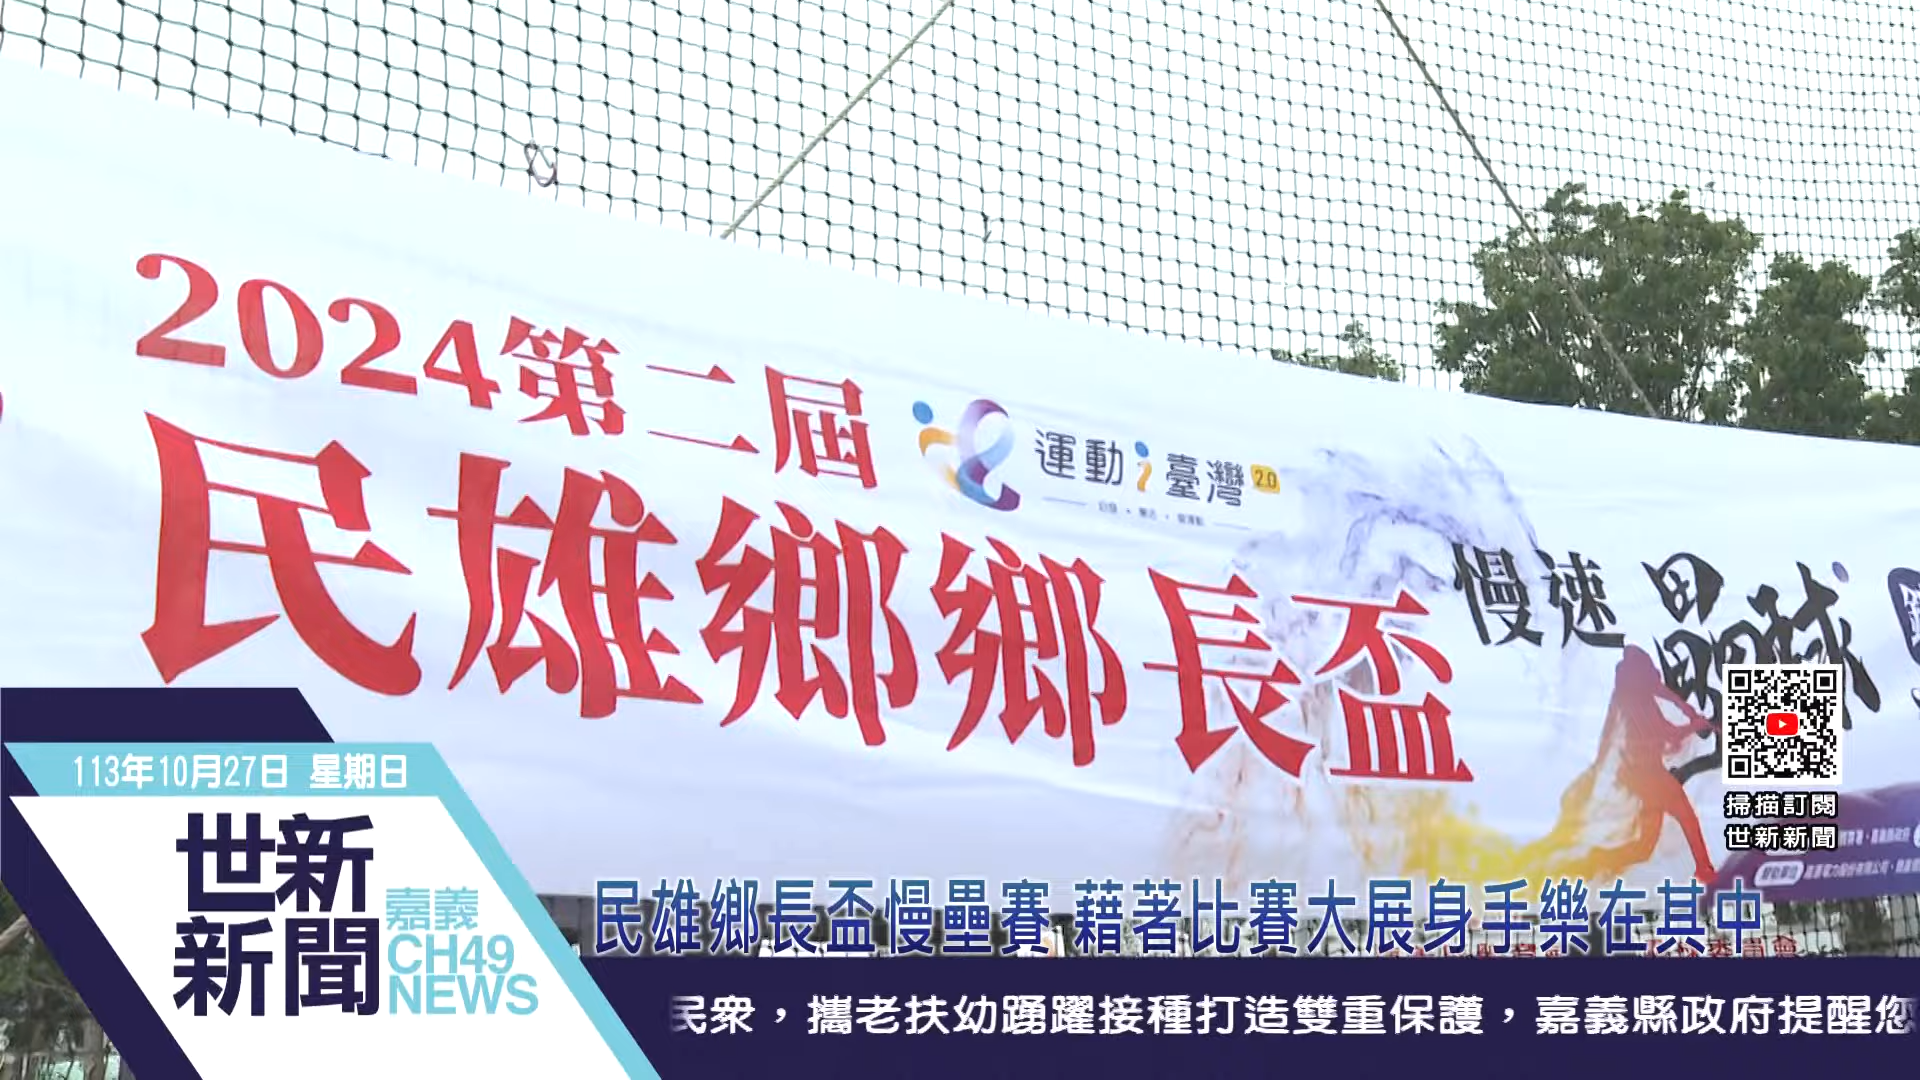 2024第二屆
運動i臺灣2.0
民雄鄉鄉長盃
慢速壘球
掃描訂閱
世新新聞
113年10月27日 星期日
世新
新聞
嘉義
CH49
NEWS
民雄鄉長盃慢壘賽 藉著比賽大展身手樂在其中
民眾，攜老扶幼踴躍接種打造雙重保護，嘉義縣政府提醒您